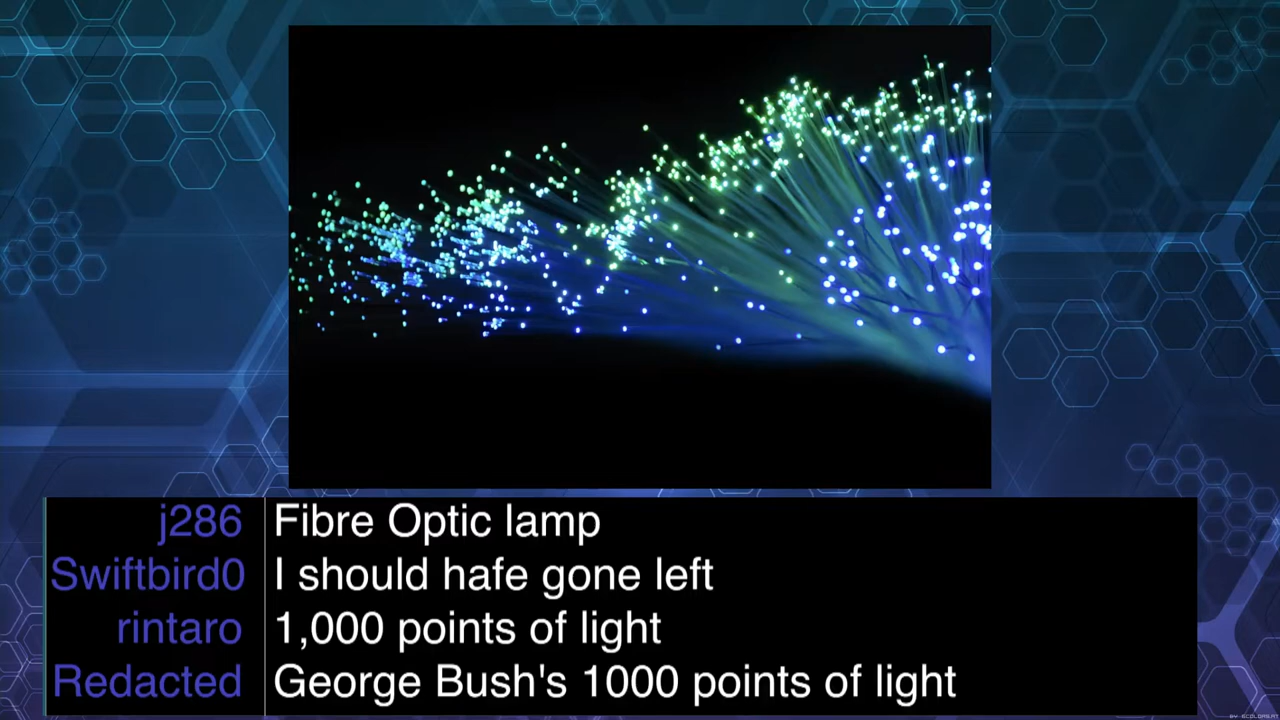 j286 Fibre Optic lamp
Swiftbird0 I should hafe gone left
rintaro 1,000 points of light
Redacted George Bush's 1000 points of light